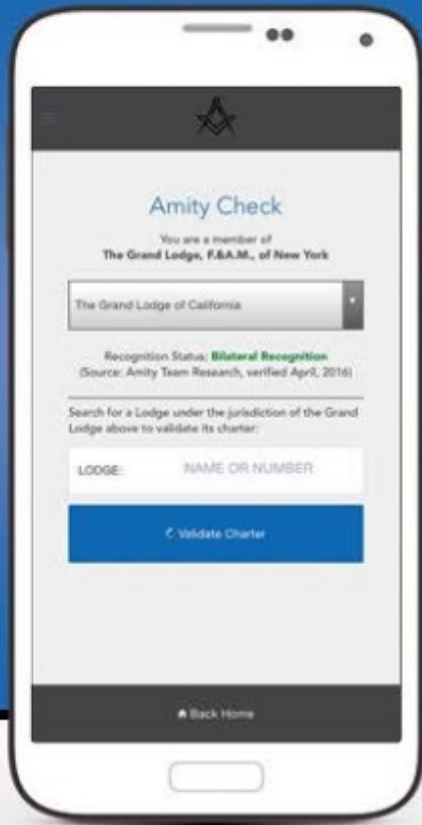 Amity Check
You are a member of
The Grand Lodge, F.&A.M., of New York
The Grand Lodge of California
Recognition Status: Bilateral Recognition
(Source: Amity Team Research, verified April, 2016)
Search for a Lodge under the jurisdiction of the Grand
Lodge above to validate its charter:
LODGE: NAME OR NUMBER
Validate Charter
Back Home